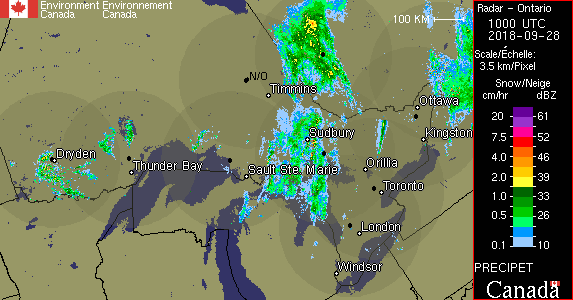 Environment Environnement
Canada Canada
100 KM
N/O
Timmins
Ottawa
Sudbury
Kingston
Dryden
Thunder Bay
Sault Ste. Marie
Orillia
Toronto
London
Windsor
Radar - Ontario
1000 UTC
2018-09-28
Scale/Échelle:
3.5 km/Pixel
Snow/Neige
cm/hr dBZ
20 61
7.5 52
4.0 46
2.0 39
1.0 33
0.5 26
0.1 10
PRECIPET
Canada